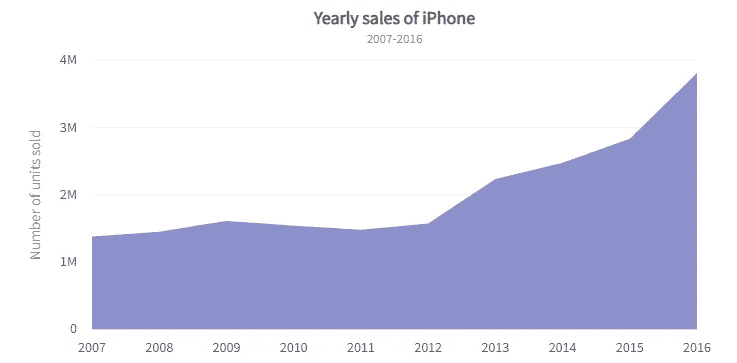 Yearly sales of iPhone
2007-2016
Number of units sold
4M
3M
2M
1M
0
2007 2008 2009 2010 2011 2012 2013 2014 2015 2016